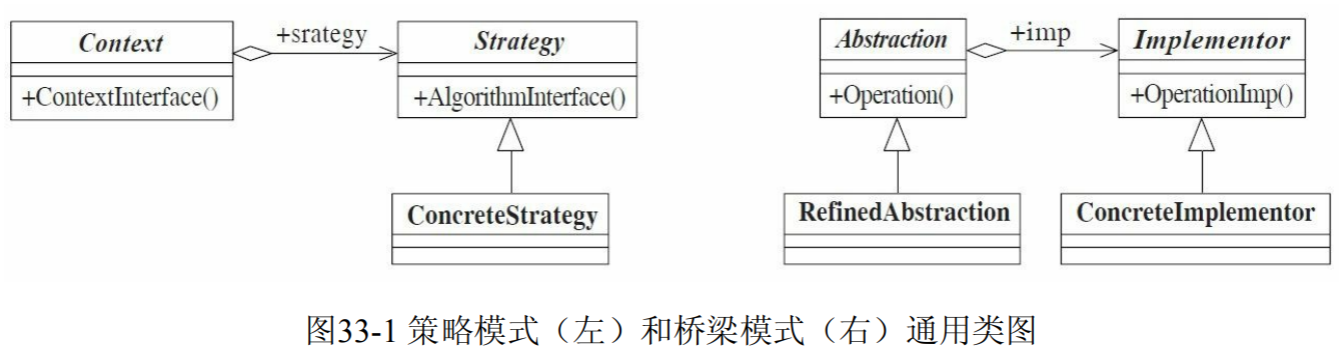 Context
+srategy
Strategy
+ContextInterface()
+AlgorithmInterface()
ConcreteStrategy
Abstraction
+imp
Implementor
+Operation()
+OperationImp()
RefinedAbstraction
ConcreteImplementor
图33-1 策略模式（左）和桥梁模式（右）通用类图